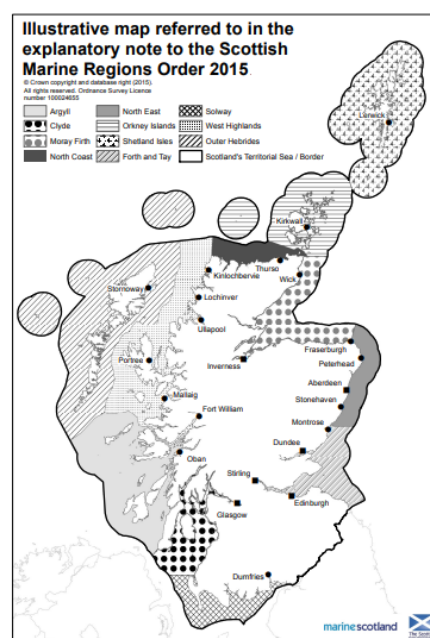 Illustrative map referred to in the
explanatory note to the Scottish
Marine Regions Order 2015
© Crown copyright and database right (2015).
All rights reserved. Ordnance Survey Licence
number 100024655
Argyll
North East
Solway
Clyde
Orkney Islands
West Highlands
Moray Firth
Shetland Isles
Outer Hebrides
North Coast
Forth and Tay
Scotland's Territorial Sea / Border
Lerwick
Kirkwall
Thurso
Kinlochbervie
Wick
Stornoway
Lochinver
Ullapool
Fraserburgh
Peterhead
Portree
Inverness
Aberdeen
Mallaig
Stonehaven
Fort William
Montrose
Dundee
Oban
Stirling
Edinburgh
Glasgow
Dumfries
marinescotland